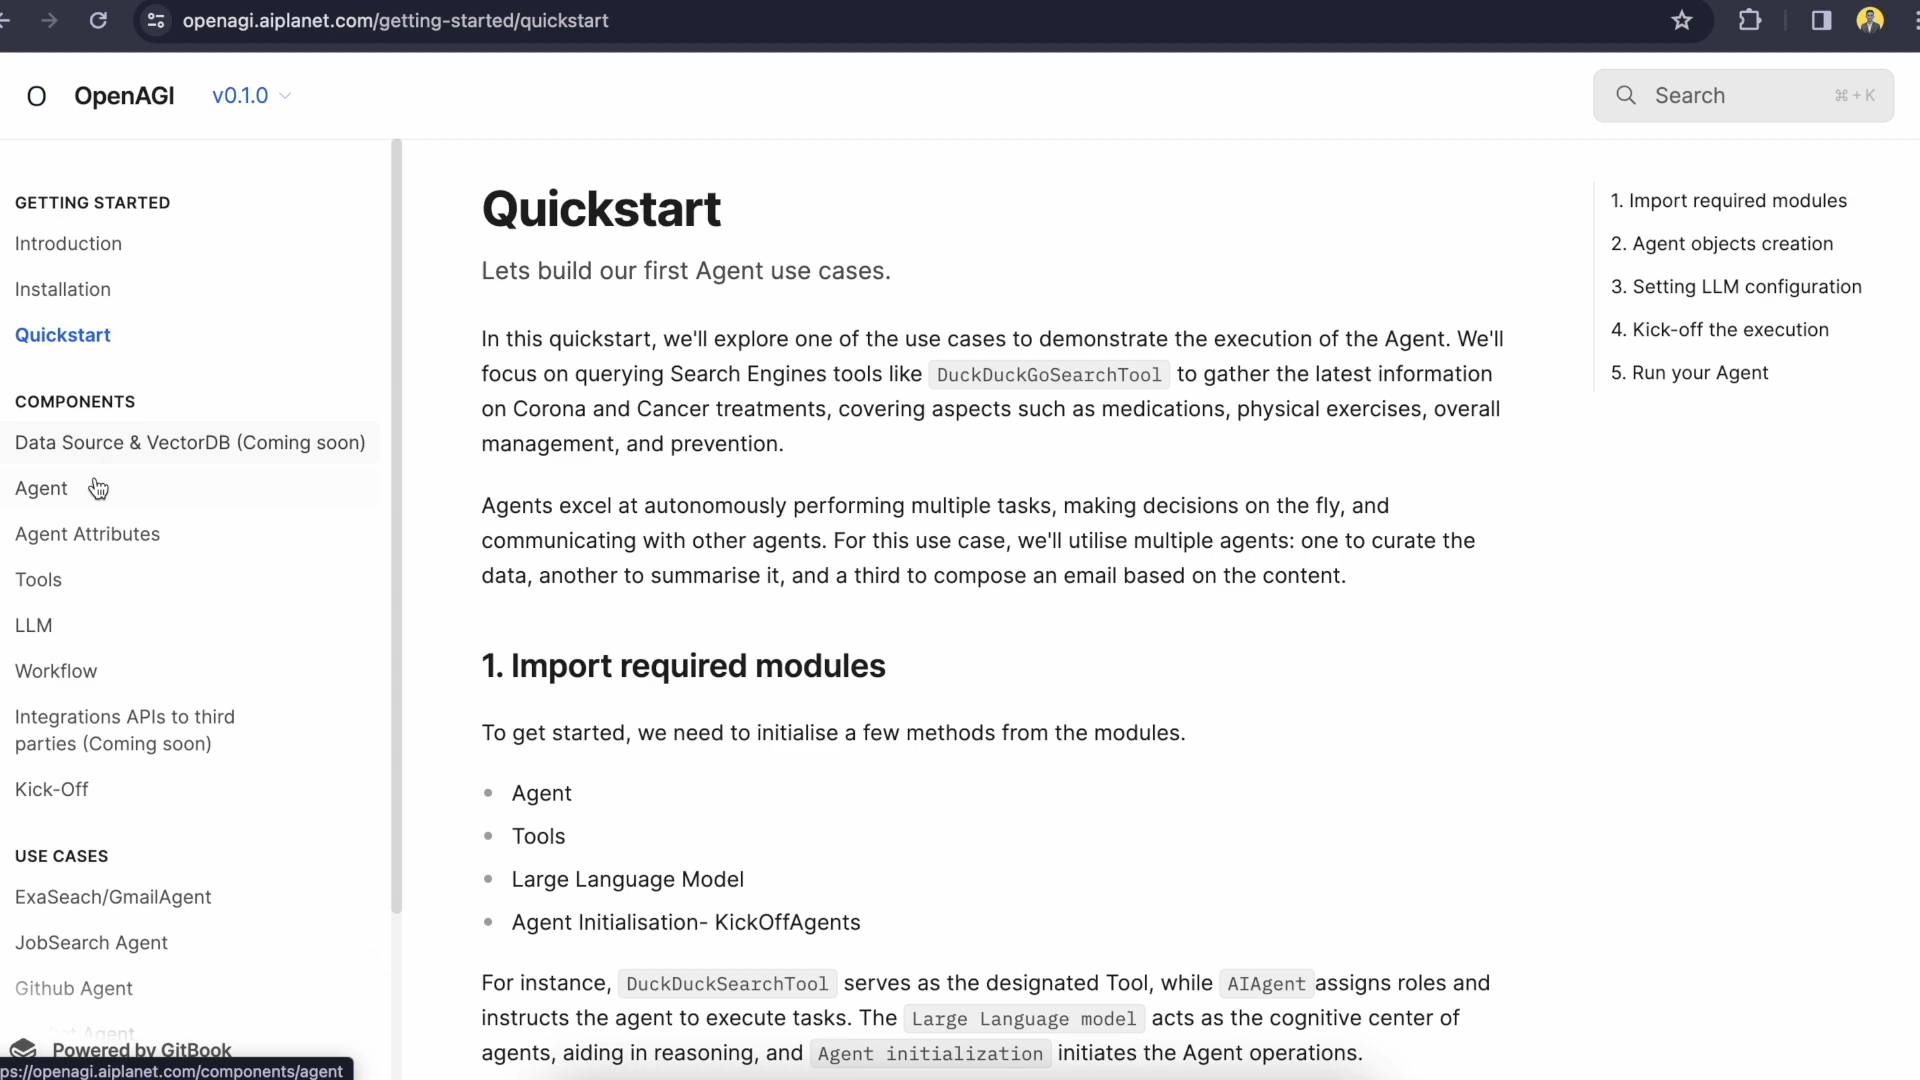 openagi.aiplanet.com/getting-started/quickstart
O OpenAGI v0.1.0
Search ⌘ + K
GETTING STARTED
Introduction
Installation
Quickstart
COMPONENTS
Data Source & VectorDB (Coming soon)
Agent
Agent Attributes
Tools
LLM
Workflow
Integrations APIs to third
parties (Coming soon)
Kick-Off
USE CASES
ExaSeach/GmailAgent
JobSearch Agent
Github Agent
Agent
Powered by GitBook
ps://openagi.aiplanet.com/components/agent
Quickstart
Lets build our first Agent use cases.
In this quickstart, we'll explore one of the use cases to demonstrate the execution of the Agent. We'll
focus on querying Search Engines tools like DuckDuckGoSearchTool to gather the latest information
on Corona and Cancer treatments, covering aspects such as medications, physical exercises, overall
management, and prevention.
Agents excel at autonomously performing multiple tasks, making decisions on the fly, and
communicating with other agents. For this use case, we'll utilise multiple agents: one to curate the
data, another to summarise it, and a third to compose an email based on the content.
1. Import required modules
To get started, we need to initialise a few methods from the modules.
• Agent
• Tools
• Large Language Model
• Agent Initialisation- KickOffAgents
For instance, DuckDuckSearchTool serves as the designated Tool, while AIAgent assigns roles and
instructs the agent to execute tasks. The Large Language model acts as the cognitive center of
agents, aiding in reasoning, and Agent initialization initiates the Agent operations.
1. Import required modules
2. Agent objects creation
3. Setting LLM configuration
4. Kick-off the execution
5. Run your Agent